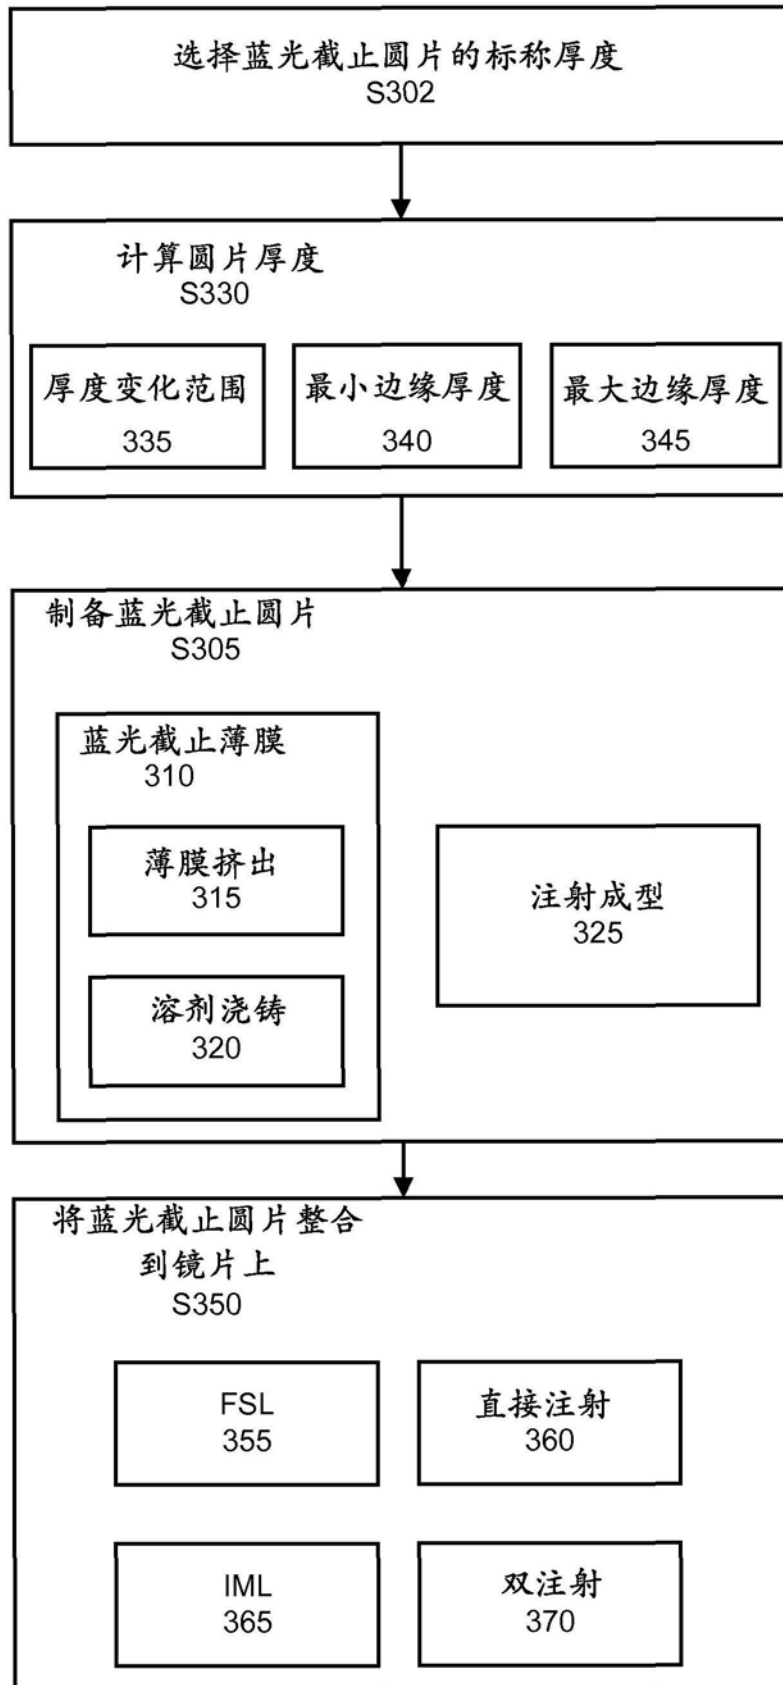 选择蓝光截止圆片的标称厚度
S302
计算圆片厚度
S330
厚度变化范围
335
最小边缘厚度
340
最大边缘厚度
345
制备蓝光截止圆片
S305
蓝光截止薄膜
310
薄膜挤出
315
溶剂浇铸
320
注射成型
325
将蓝光截止圆片整合
到镜片上
S350
FSL
355
直接注射
360
IML
365
双注射
370